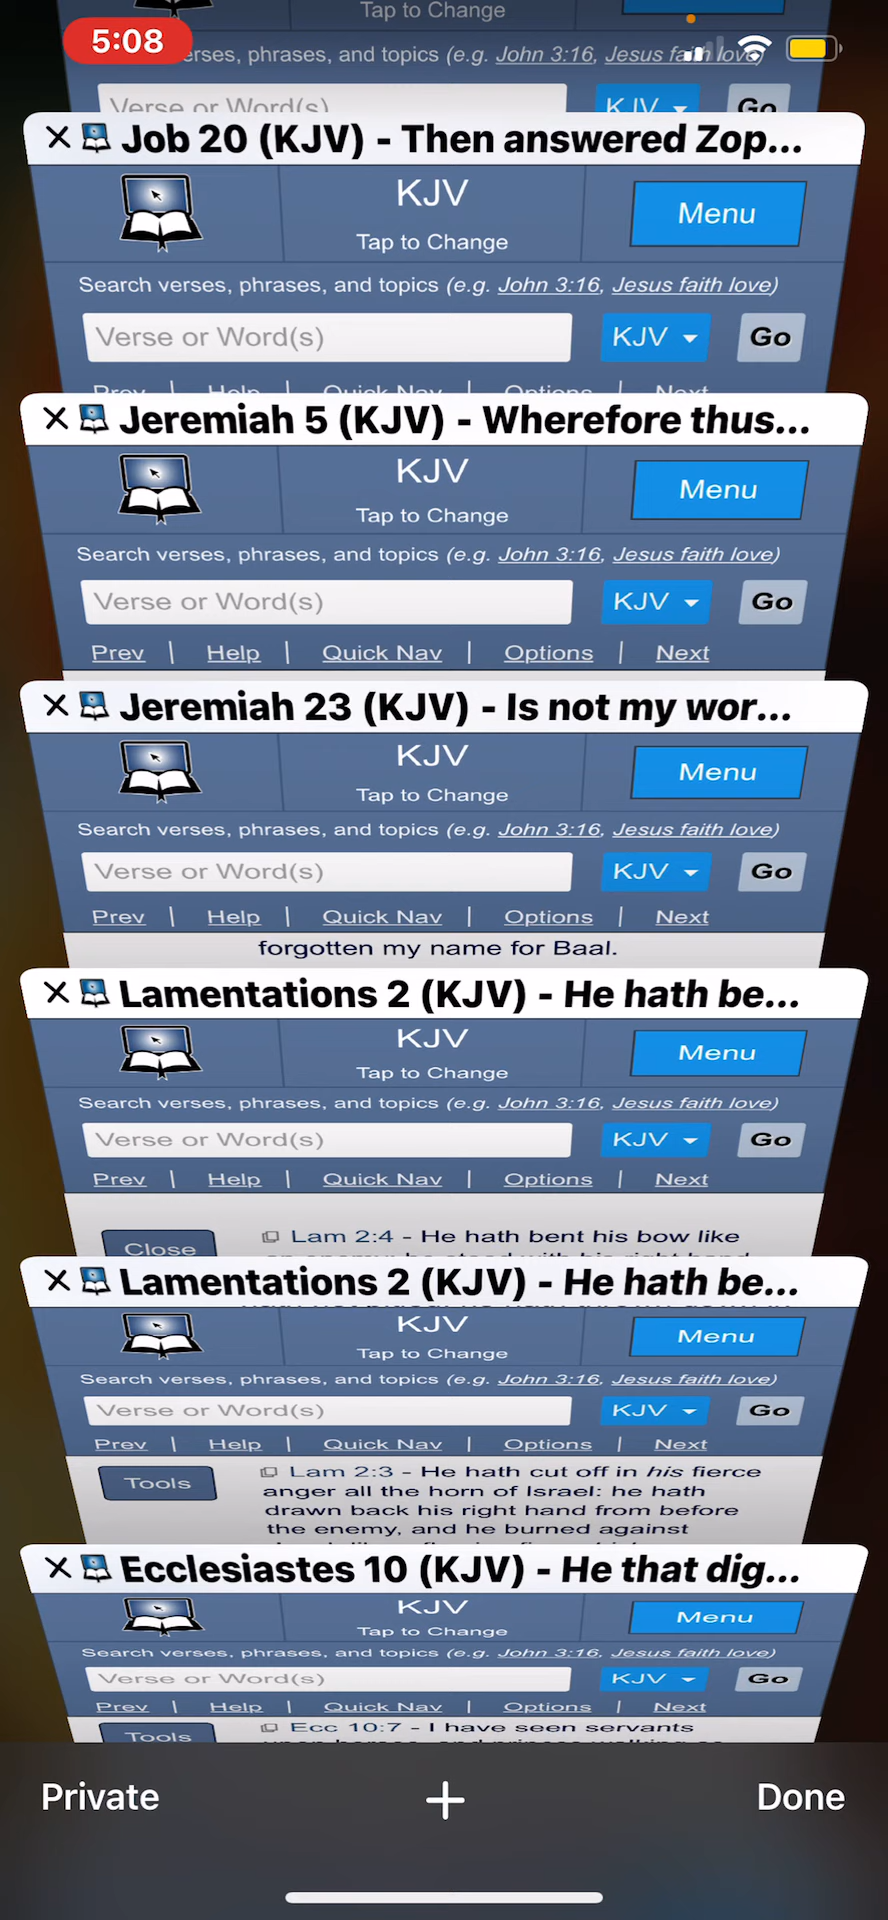 Tap to Change
5:08
erses, phrases, and topics (e.g. John 3:16, Jesus faith love)
Verse or Word(s) KJV Go
Job 20 (KJV) - Then answered Zop...
KJV
Tap to Change
Menu
Search verses, phrases, and topics (e.g. John 3:16, Jesus faith love)
Verse or Word(s) KJV Go
Prev | Help | Quick Nav | Options | Next
Jeremiah 5 (KJV) - Wherefore thus...
KJV
Tap to Change
Menu
Search verses, phrases, and topics (e.g. John 3:16, Jesus faith love)
Verse or Word(s) KJV Go
Prev | Help | Quick Nav | Options | Next
Jeremiah 23 (KJV) - Is not my wor...
KJV
Tap to Change
Menu
Search verses, phrases, and topics (e.g. John 3:16, Jesus faith love)
Verse or Word(s) KJV Go
Prev | Help | Quick Nav | Options | Next
forgotten my name for Baal.
Lamentations 2 (KJV) - He hath be...
KJV
Tap to Change
Menu
Search verses, phrases, and topics (e.g. John 3:16, Jesus faith love)
Verse or Word(s) KJV Go
Prev | Help | Quick Nav | Options | Next
Close
Lam 2:4 - He hath bent his bow like
Lamentations 2 (KJV) - He hath be...
KJV
Tap to Change
Menu
Search verses, phrases, and topics (e.g. John 3:16, Jesus faith love)
Verse or Word(s) KJV Go
Prev | Help | Quick Nav | Options | Next
Tools
Lam 2:3 - He hath cut off in his fierce
anger all the horn of Israel: he hath
drawn back his right hand from before
the enemy, and he burned against
Ecclesiastes 10 (KJV) - He that dig...
KJV
Tap to Change
Menu
Search verses, phrases, and topics (e.g. John 3:16, Jesus faith love)
Verse or Word(s) KJV Go
Prev | Help | Quick Nav | Options | Next
Tools
Ecc 10:7 - I have seen servants
Private + Done